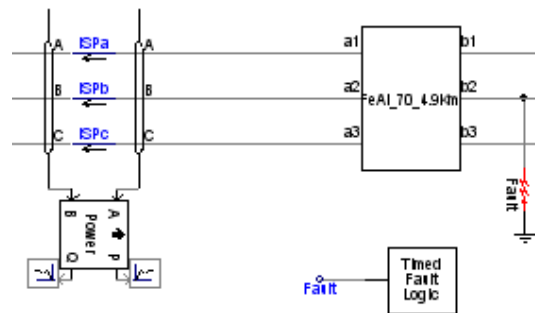 A ISPa A a1 b1
B ISPb B a2 FeAl_70_4.9Km b2
C ISPc C a3 b3
Fault
B A
Power
Q P
Fault
Timed
Fault
Logic